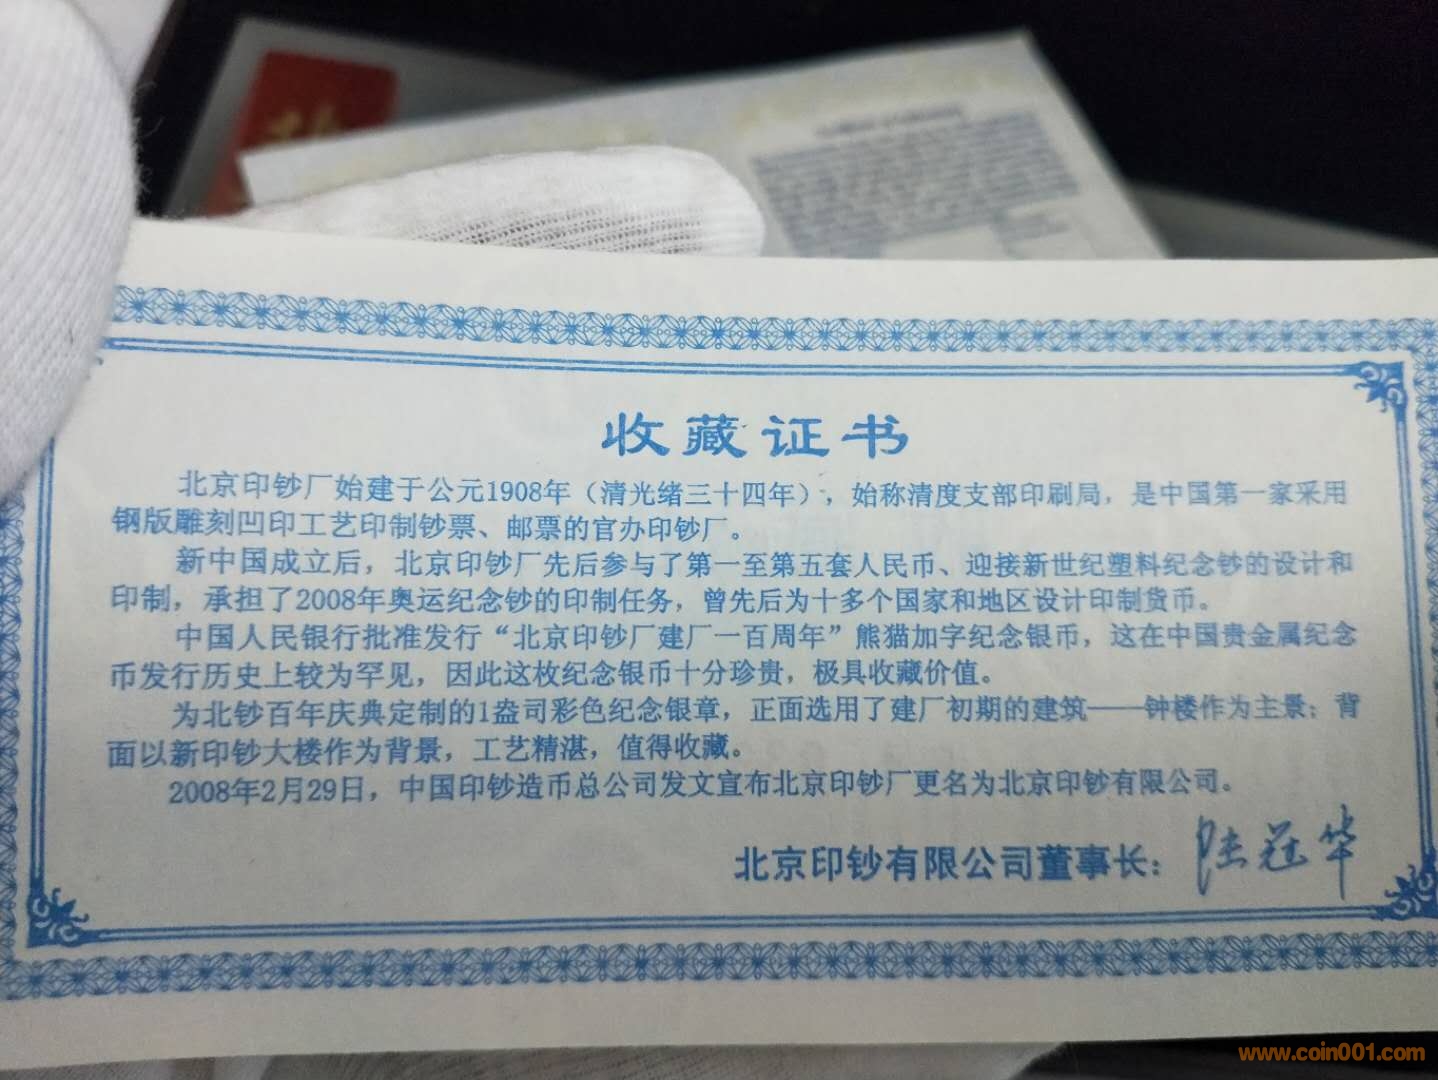 收藏证书
北京印钞厂始建于公元1908年（清光绪三十四年），始称清度支部印刷局，是中国第一家采用
钢版雕刻凹印工艺印制钞票、邮票的官办印钞厂。
新中国成立后，北京印钞厂先后参与了第一至第五套人民币、迎接新世纪塑料纪念钞的设计和
印制，承担了2008年奥运纪念钞的印制任务，曾先后为十多个国家和地区设计印制货币。
中国人民银行批准发行“北京印钞厂建厂一百周年”熊猫加字纪念银币，这在中国贵金属纪念
币发行历史上较为罕见，因此这枚纪念银币十分珍贵，极具收藏价值。
为北钞百年庆典定制的1盎司彩色纪念银章，正面选用了建厂初期的建筑——钟楼作为主景；背
面以新印钞大楼作为背景，工艺精湛，值得收藏。
2008年2月29日，中国印钞造币总公司发文宣布北京印钞厂更名为北京印钞有限公司。
北京印钞有限公司董事长：陆冠华
www.coin001.com